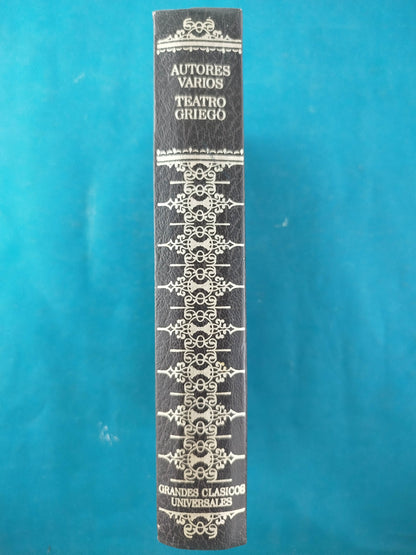 AUTORES
VARIOS
TEATRO
GRIEGO
GRANDES CLASICOS
UNIVERSALES